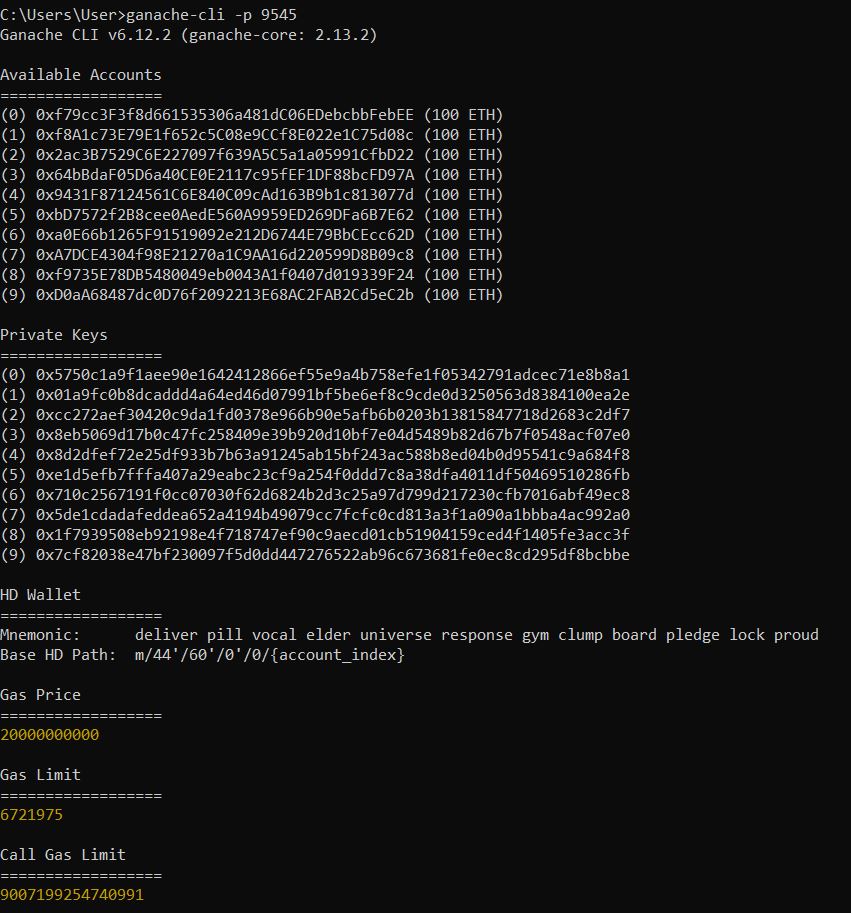 C:\Users\User>ganache-cli -p 9545
Ganache CLI v6.12.2 (ganache-core: 2.13.2)
Available Accounts
==================
(0) 0xf79cc3F3f8d661535306a481dC06EDebcbbFebEE (100 ETH)
(1) 0xf8A1c73E79E1f652c5C08e9CCf8E022e1C75d08c (100 ETH)
(2) 0x2ac3B7529C6E227097f639A5C5a1a05991CfbD22 (100 ETH)
(3) 0x64bBdaF05D6a40CE0E2117c95fEF1DF88bcFD97A (100 ETH)
(4) 0x9431F87124561C6E840C09cAd163B9b1c813077d (100 ETH)
(5) 0xbD7572f2B8cee0AedE560A9959ED269DFa6B7E62 (100 ETH)
(6) 0xa0E66b1265F91519092e212D6744E79BbCEcc62D (100 ETH)
(7) 0xA7DCE4304f98E21270a1C9AA16d220599D8B09c8 (100 ETH)
(8) 0xf9735E78DB5480049eb0043A1f0407d019339F24 (100 ETH)
(9) 0xD0aA68487dc0D76f2092213E68AC2FAB2Cd5eC2b (100 ETH)
Private Keys
==================
(0) 0x5750c1a9f1aee90e1642412866ef55e9a4b758efe1f05342791adcec71e8b8a1
(1) 0x01a9fc0b8dcaddd4a64ed46d07991bf5be6ef8c9cde0d3250563d8384100ea2e
(2) 0xcc272aef30420c9da1fd0378e966b90e5afb6b0203b13815847718d2683c2df7
(3) 0x8eb5069d17b0c47fc258409e39b920d10bf7e04d5489b82d67b7f0548acf07e0
(4) 0x8d2dfef72e25df933b7b63a91245ab15bf243ac588b8ed04b0d95541c9a684f8
(5) 0xe1d5efb7fffa407a29eabc23cf9a254f0ddd7c8a38dfa4011df50469510286fb
(6) 0x710c2567191f0cc07030f62d6824b2d3c25a97d799d217230cfb7016abf49ec8
(7) 0x5de1cdadafeddea652a4194b49079cc7fcfc0cd813a3f1a090a1bbba4ac992a0
(8) 0x1f7939508eb92198e4f718747ef90c9aecd01cb51904159ced4f1405fe3acc3f
(9) 0x7cf82038e47bf230097f5d0dd447276522ab96c673681fe0ec8cd295df8bcbbe
HD Wallet
==================
Mnemonic:      deliver pill vocal elder universe response gym clump board pledge lock proud
Base HD Path:  m/44'/60'/0'/0/{account_index}
Gas Price
==================
20000000000
Gas Limit
==================
6721975
Call Gas Limit
==================
9007199254740991